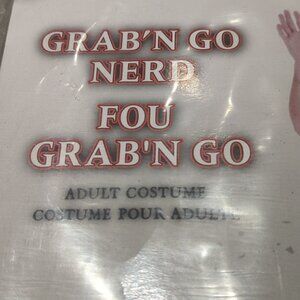 GRAB'N GO
NERD
FOU
GRAB'N GO
ADULT COSTUME
COSTUME POUR ADULTE